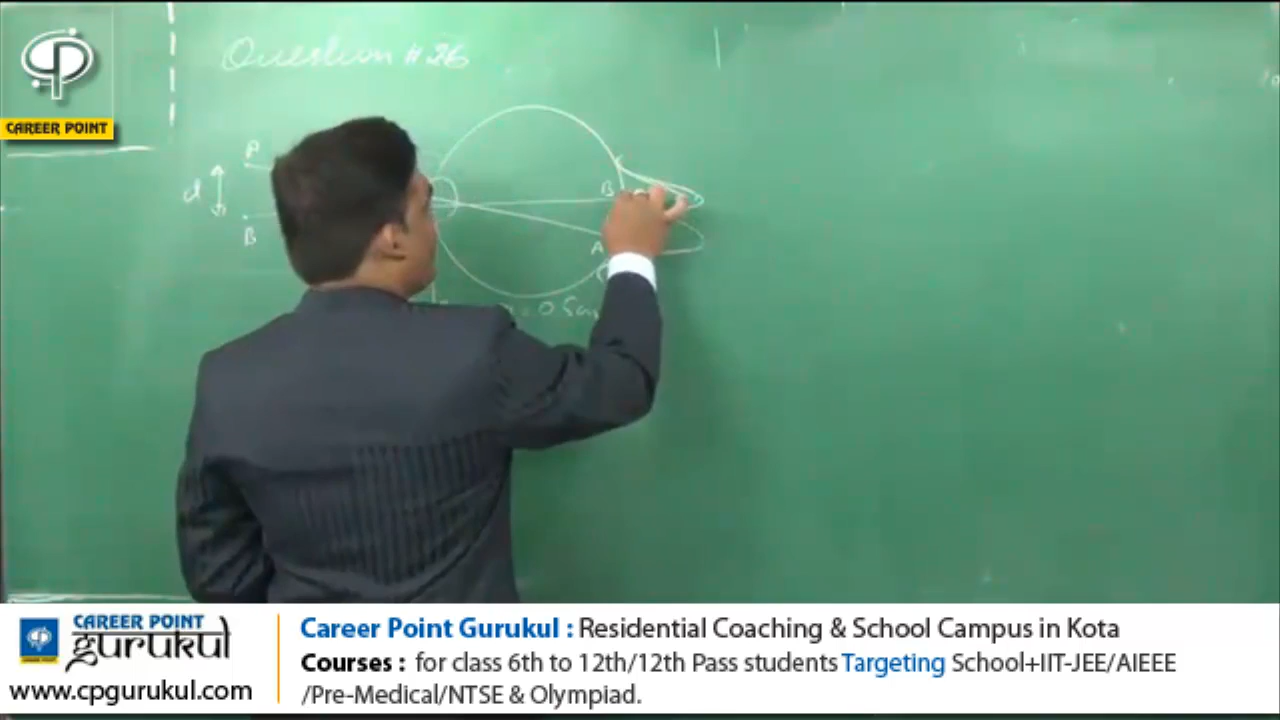 CAREER POINT
Question # 26
A
d
B
B
A
CAREER POINT
gurukul
www.cpgurukul.com
Career Point Gurukul : Residential Coaching & School Campus in Kota
Courses : for class 6th to 12th/12th Pass students Targeting School+IIT-JEE/AIEEE
/Pre-Medical/NTSE & Olympiad.